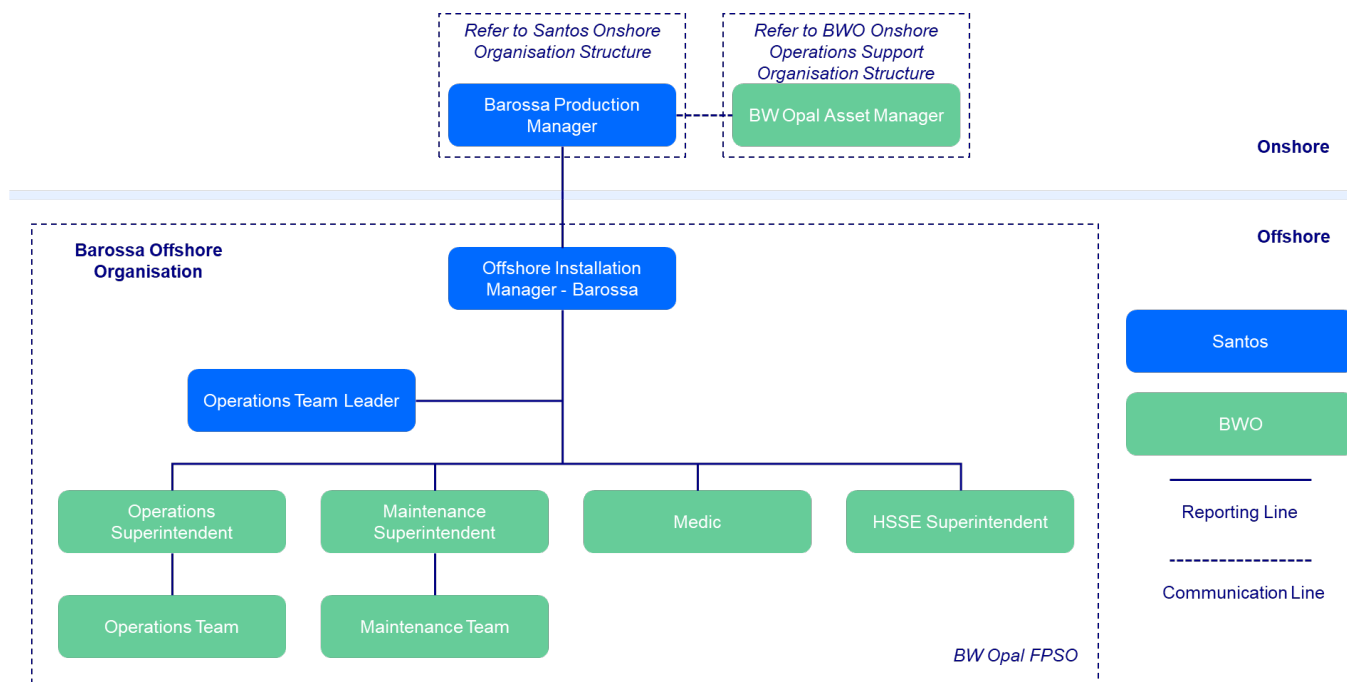 Refer to Santos Onshore
Organisation Structure
Refer to BWO Onshore
Operations Support
Organisation Structure
Barossa Production
Manager
BW Opal Asset Manager
Onshore
Offshore
Barossa Offshore
Organisation
Offshore Installation
Manager - Barossa
Santos
Operations Team Leader
BWO
Operations
Superintendent
Maintenance
Superintendent
Medic
HSSE Superintendent
Reporting Line
Communication Line
Operations Team
Maintenance Team
BW Opal FPSO